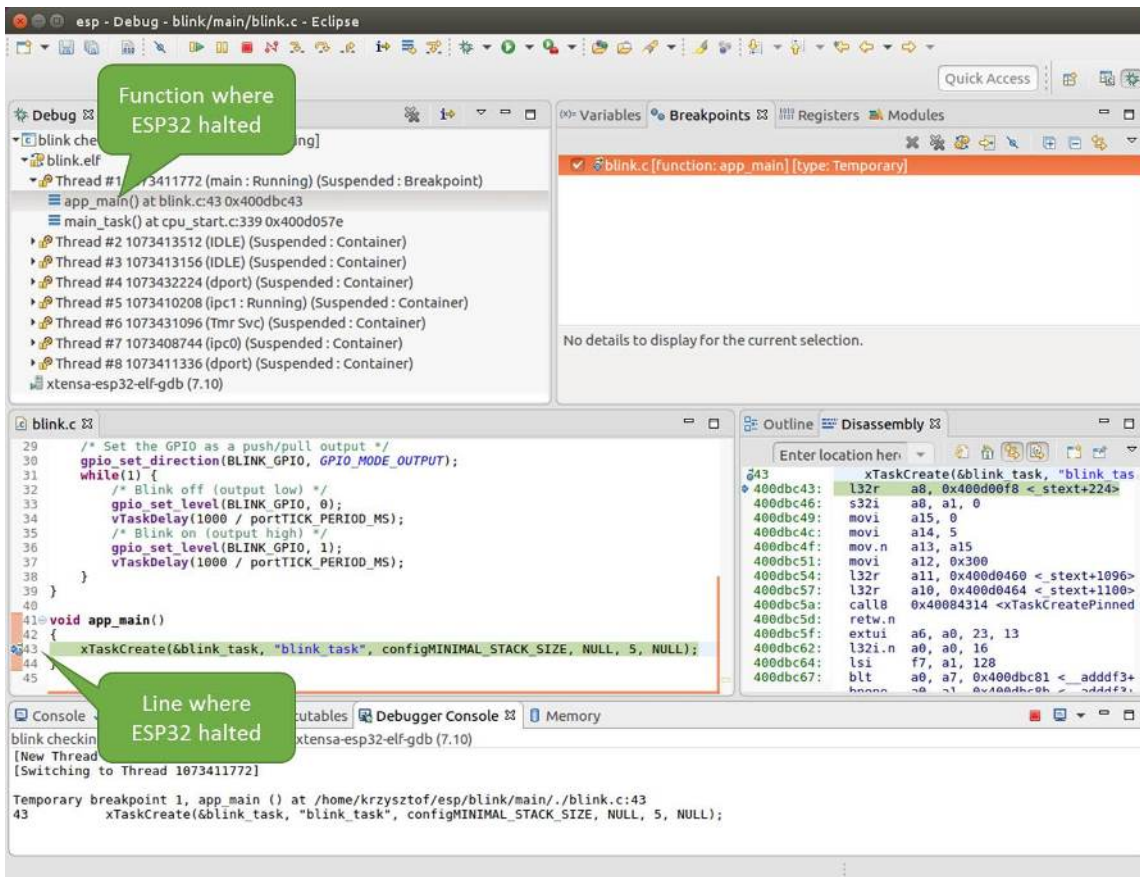 esp - Debug - blink/main/blink.c - Eclipse
Quick Access
Function where
ESP32 halted
Debug
blink che ing]
blink.elf
Thread #1 1073411772 (main : Running) (Suspended : Breakpoint)
app_main() at blink.c:43 0x400dbc43
main_task() at cpu_start.c:339 0x400d057e
Thread #2 1073413512 (IDLE) (Suspended : Container)
Thread #3 1073413156 (IDLE) (Suspended : Container)
Thread #4 1073432224 (dport) (Suspended : Container)
Thread #5 1073410208 (ipc1 : Running) (Suspended : Container)
Thread #6 1073431096 (Tmr Svc) (Suspended : Container)
Thread #7 1073408744 (ipc0) (Suspended : Container)
Thread #8 1073411336 (dport) (Suspended : Container)
xtensa-esp32-elf-gdb (7.10)
(x)= Variables Breakpoints Registers Modules
blink.c [function: app_main] [type: Temporary]
No details to display for the current selection.
blink.c
29 /* Set the GPIO as a push/pull output */
30 gpio_set_direction(BLINK_GPIO, GPIO_MODE_OUTPUT);
31 while(1) {
32 /* Blink off (output low) */
33 gpio_set_level(BLINK_GPIO, 0);
34 vTaskDelay(1000 / portTICK_PERIOD_MS);
35 /* Blink on (output high) */
36 gpio_set_level(BLINK_GPIO, 1);
37 vTaskDelay(1000 / portTICK_PERIOD_MS);
38 }
39 }
40
41 void app_main()
42 {
43 xTaskCreate(&blink_task, "blink_task", configMINIMAL_STACK_SIZE, NULL, 5, NULL);
44
45
Line where
ESP32 halted
Outline Disassembly
Enter location her
43 xTaskCreate(&blink_task, "blink_tas
400dbc43: l32r a8, 0x400d00f8 <_stext+224>
400dbc46: s32i a8, a1, 0
400dbc49: movi a15, 0
400dbc4c: movi a14, 5
400dbc4f: mov.n a13, a15
400dbc51: movi a12, 0x300
400dbc54: l32r a11, 0x400d0460 <_stext+1096>
400dbc57: l32r a10, 0x400d0464 <_stext+1100>
400dbc5a: call8 0x40084314 <xTaskCreatePinned
400dbc5d: retw.n
400dbc5f: extui a6, a0, 23, 13
400dbc62: l32i.n a0, a0, 16
400dbc64: lsi f7, a1, 128
400dbc67: blt a0, a7, 0x400dbc81 <__adddf3+
Console cutables Debugger Console Memory
blink checkin xtensa-esp32-elf-gdb (7.10)
[New Thread
[Switching to Thread 1073411772]
Temporary breakpoint 1, app_main () at /home/krzysztof/esp/blink/main/./blink.c:43
43 xTaskCreate(&blink_task, "blink_task", configMINIMAL_STACK_SIZE, NULL, 5, NULL);